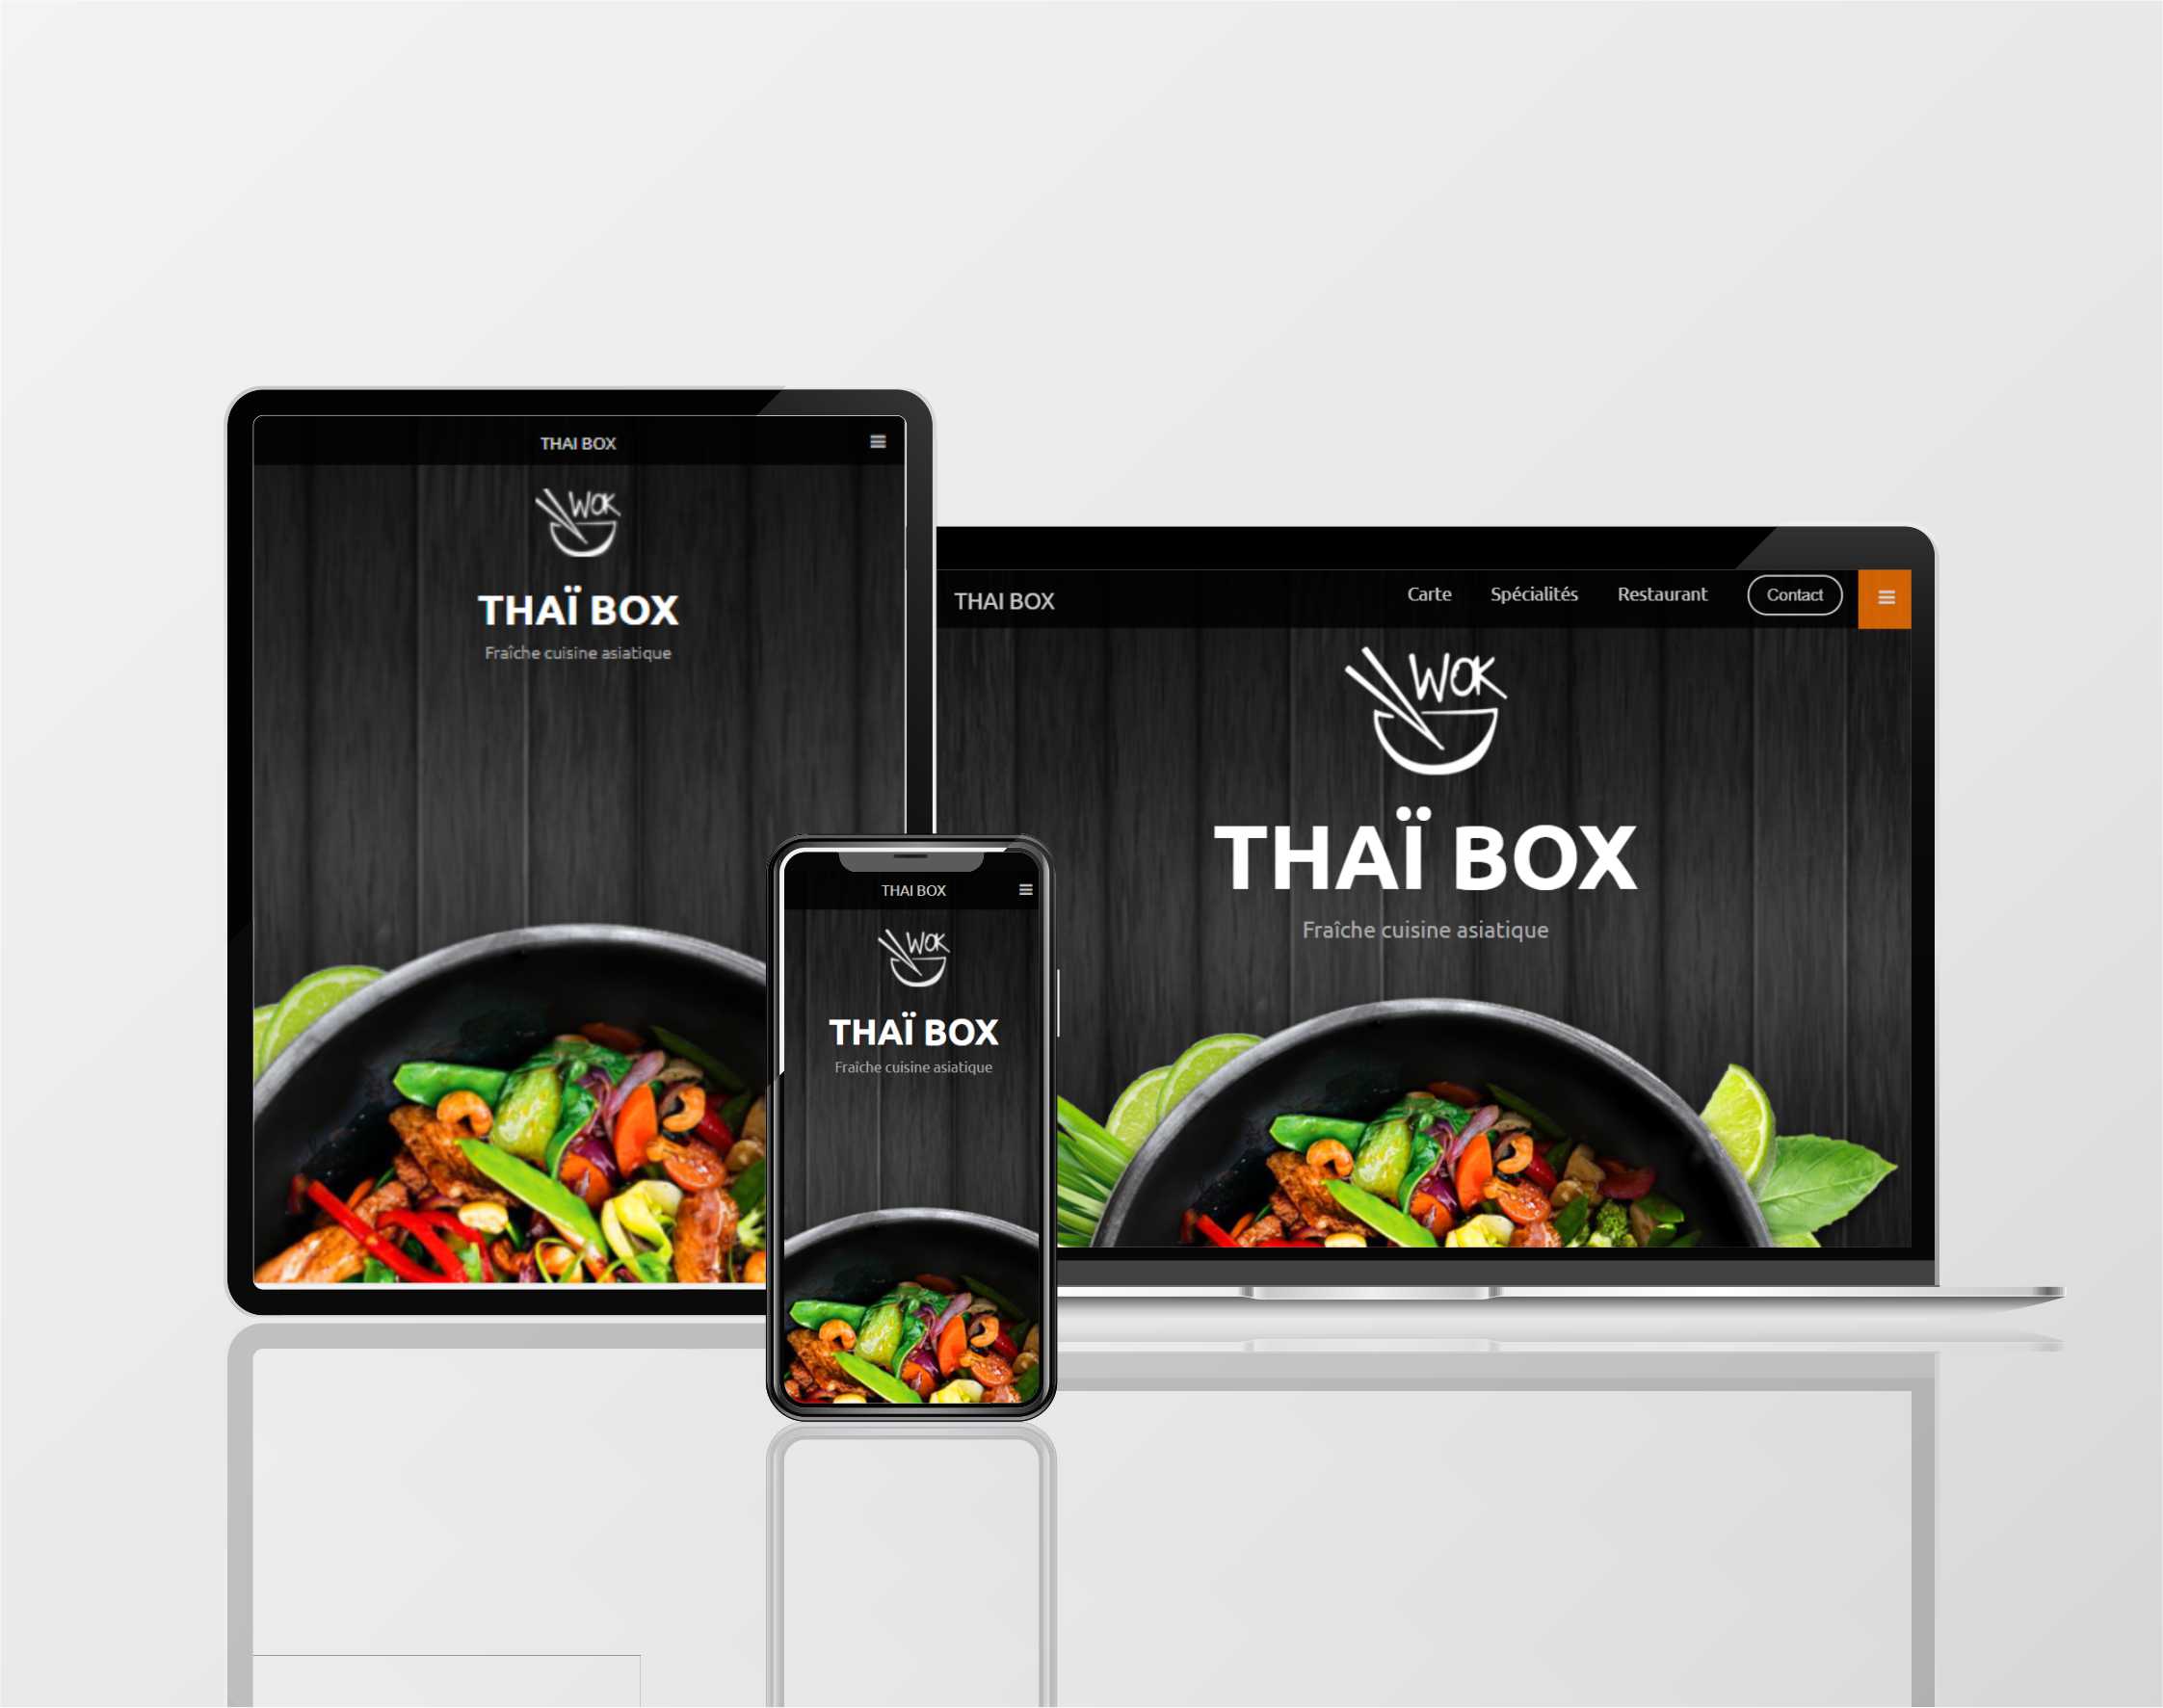 THAI BOX
WOK
THAÏ BOX
Fraîche cuisine asiatique
THAI BOX
WOK
THAÏ BOX
Fraîche cuisine asiatique
THAI BOX Carte Spécialités Restaurant Contact
WOK
THAÏ BOX
Fraîche cuisine asiatique